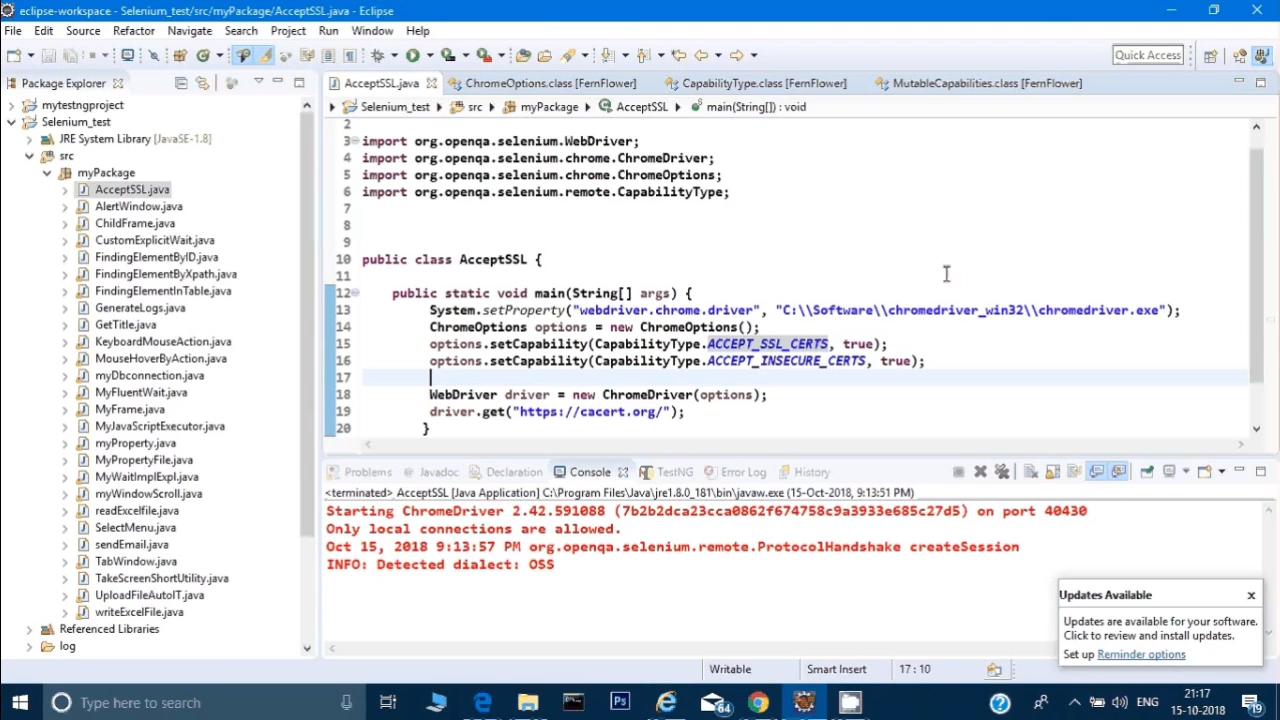 eclipse-workspace - Selenium_test/src/myPackage/AcceptSSL.java - Eclipse
File Edit Source Refactor Navigate Search Project Run Window Help
Quick Access
Package Explorer
mytestngproject
Selenium_test
JRE System Library [JavaSE-1.8]
src
myPackage
AcceptSSL.java
AlertWindow.java
ChildFrame.java
CustomExplicitWait.java
FindingElementByID.java
FindingElementByXpath.java
FindingElementInTable.java
GenerateLogs.java
GetTitle.java
KeyboardMouseAction.java
MouseHoverByAction.java
myDbconnection.java
MyFluentWait.java
MyFrame.java
MyJavaScriptExecutor.java
myProperty.java
MyPropertyFile.java
MyWaitImplExpl.java
myWindowScroll.java
readExcelfile.java
SelectMenu.java
sendEmail.java
TabWindow.java
TakeScreenShortUtility.java
UploadFileAutoIT.java
writeExcelFile.java
Referenced Libraries
log
AcceptSSL.java ChromeOptions.class [FernFlower] CapabilityType.class [FernFlower] MutableCapabilities.class [FernFlower]
Selenium_test src myPackage AcceptSSL main(String[]) : void
2
3 import org.openqa.selenium.WebDriver;
4 import org.openqa.selenium.chrome.ChromeDriver;
5 import org.openqa.selenium.chrome.ChromeOptions;
6 import org.openqa.selenium.remote.CapabilityType;
7
8
9
10 public class AcceptSSL {
11
12 public static void main(String[] args) {
13 System.setProperty("webdriver.chrome.driver", "C:\\Software\\chromedriver_win32\\chromedriver.exe");
14 ChromeOptions options = new ChromeOptions();
15 options.setCapability(CapabilityType.ACCEPT_SSL_CERTS, true);
16 options.setCapability(CapabilityType.ACCEPT_INSECURE_CERTS, true);
17
18 WebDriver driver = new ChromeDriver(options);
19 driver.get("https://cacert.org/");
20 }
Problems Javadoc Declaration Console TestNG Error Log History
<terminated> AcceptSSL [Java Application] C:\Program Files\Java\jre1.8.0_181\bin\javaw.exe (15-Oct-2018, 9:13:51 PM)
Starting ChromeDriver 2.42.591088 (7b2b2dca23cca0862f674758c9a3933e685c27d5) on port 40430
Only local connections are allowed.
Oct 15, 2018 9:13:57 PM org.openqa.selenium.remote.ProtocolHandshake createSession
INFO: Detected dialect: OSS
Updates Available
Updates are available for your software.
Click to review and install updates.
Set up Reminder options
Writable Smart Insert 17 : 10
Type here to search
Ps
64
ENG
21:17
15-10-2018
19